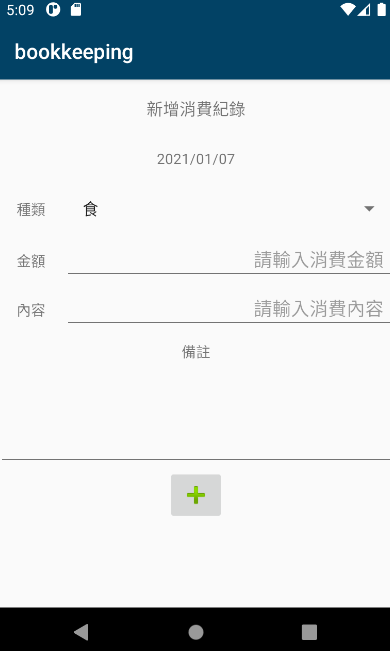 5:09
bookkeeping
新增消費紀錄
2021/01/07
種類 食
金額 請輸入消費金額
內容 請輸入消費內容
備註